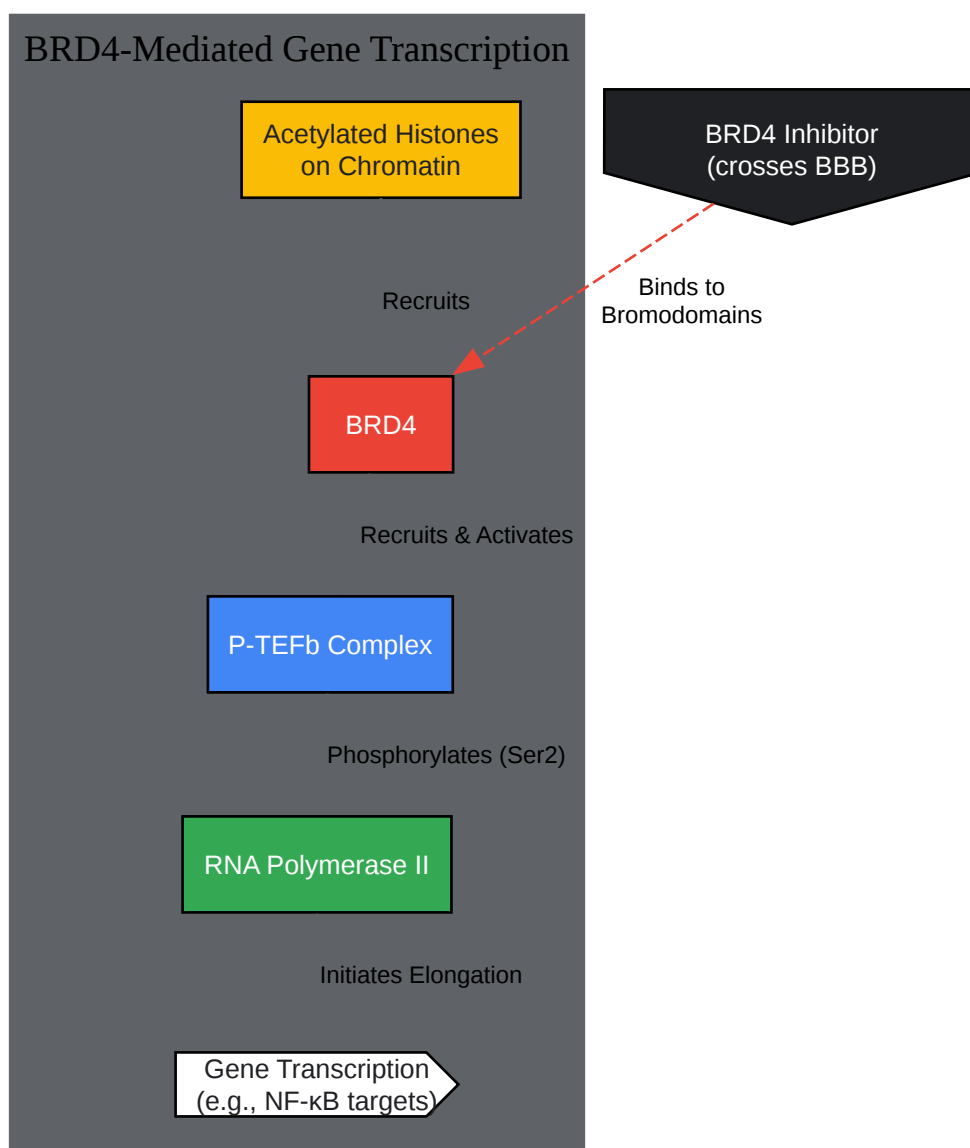 BRD4-Mediated Gene Transcription
Acetylated Histones
on Chromatin
BRD4 Inhibitor
(crosses BBB)
Recruits
Binds to
Bromodomains
BRD4
Recruits & Activates
P-TEFb Complex
Phosphorylates (Ser2)
RNA Polymerase II
Initiates Elongation
Gene Transcription
(e.g., NF-κB targets)